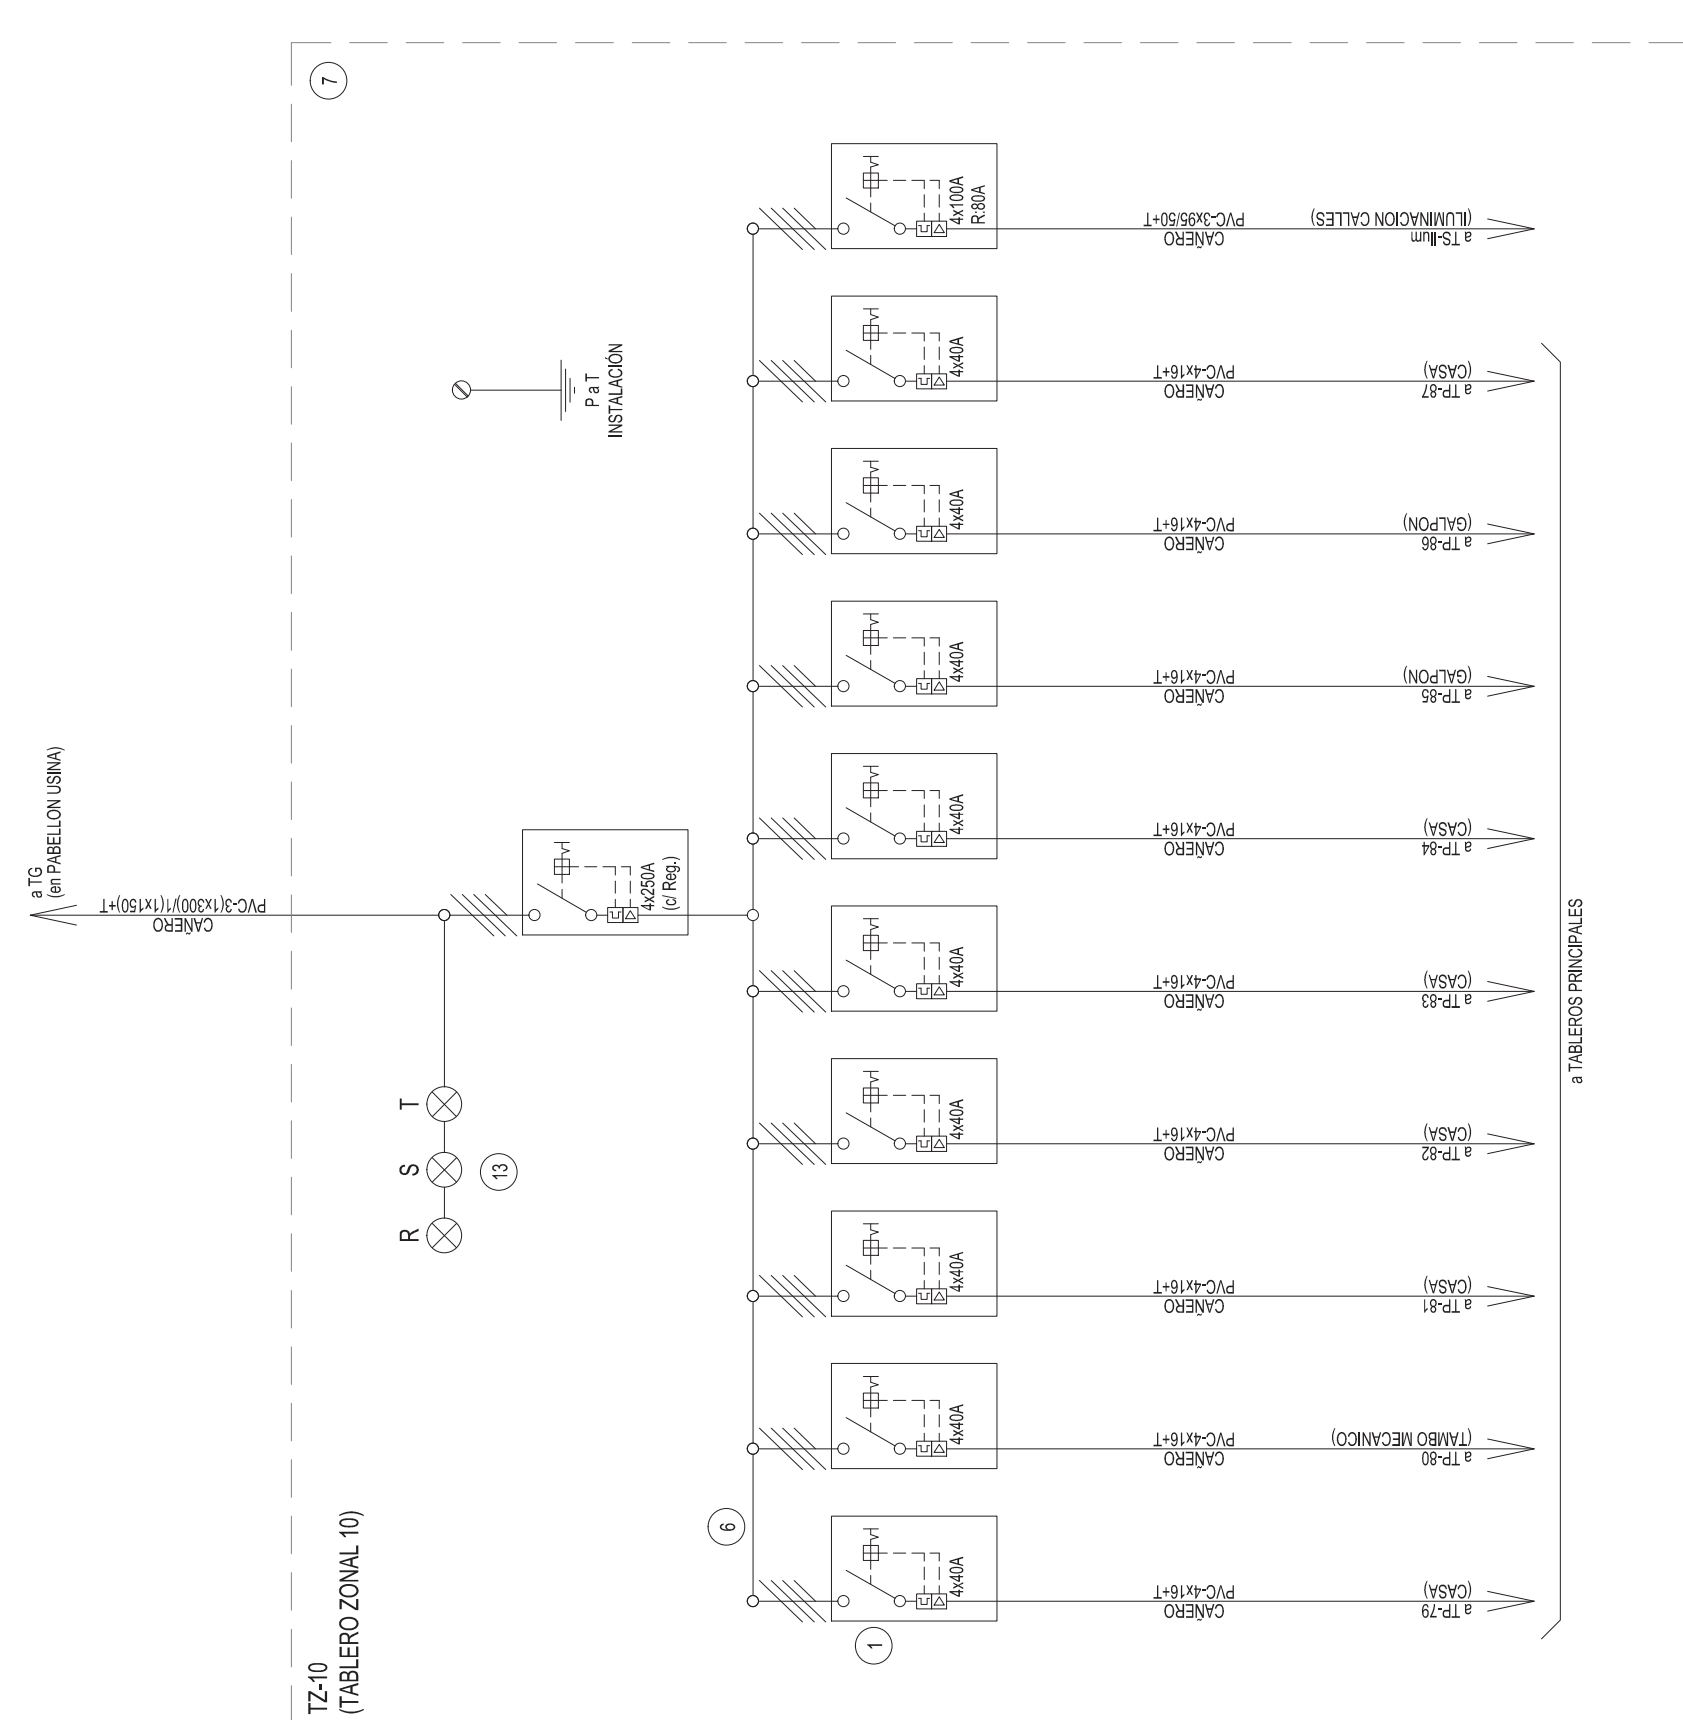 TZ-10
(TABLERO ZONAL 10)
7
a TG
(en PABELLON USINA)
CAÑERO
PVC-3(1x300)/1(1x150)+T
R
S
T
13
4x250A
(c/ Reg.)
P a T
INSTALACIÓN
6
1
4x40A
CAÑERO
PVC-4x16+T
a TP-79
(CASA)
4x40A
CAÑERO
PVC-4x16+T
a TP-80
(TAMBO MECANICO)
4x40A
CAÑERO
PVC-4x16+T
a TP-81
(CASA)
4x40A
CAÑERO
PVC-4x16+T
a TP-82
(CASA)
4x40A
CAÑERO
PVC-4x16+T
a TP-83
(CASA)
4x40A
CAÑERO
PVC-4x16+T
a TP-84
(CASA)
4x40A
CAÑERO
PVC-4x16+T
a TP-85
(GALPON)
4x40A
CAÑERO
PVC-4x16+T
a TP-86
(GALPON)
4x40A
CAÑERO
PVC-4x16+T
a TP-87
(CASA)
4x100A
R:80A
CAÑERO
PVC-3x95/50+T
a TS-Ilum
(ILUMINACION CALLES)
a TABLEROS PRINCIPALES